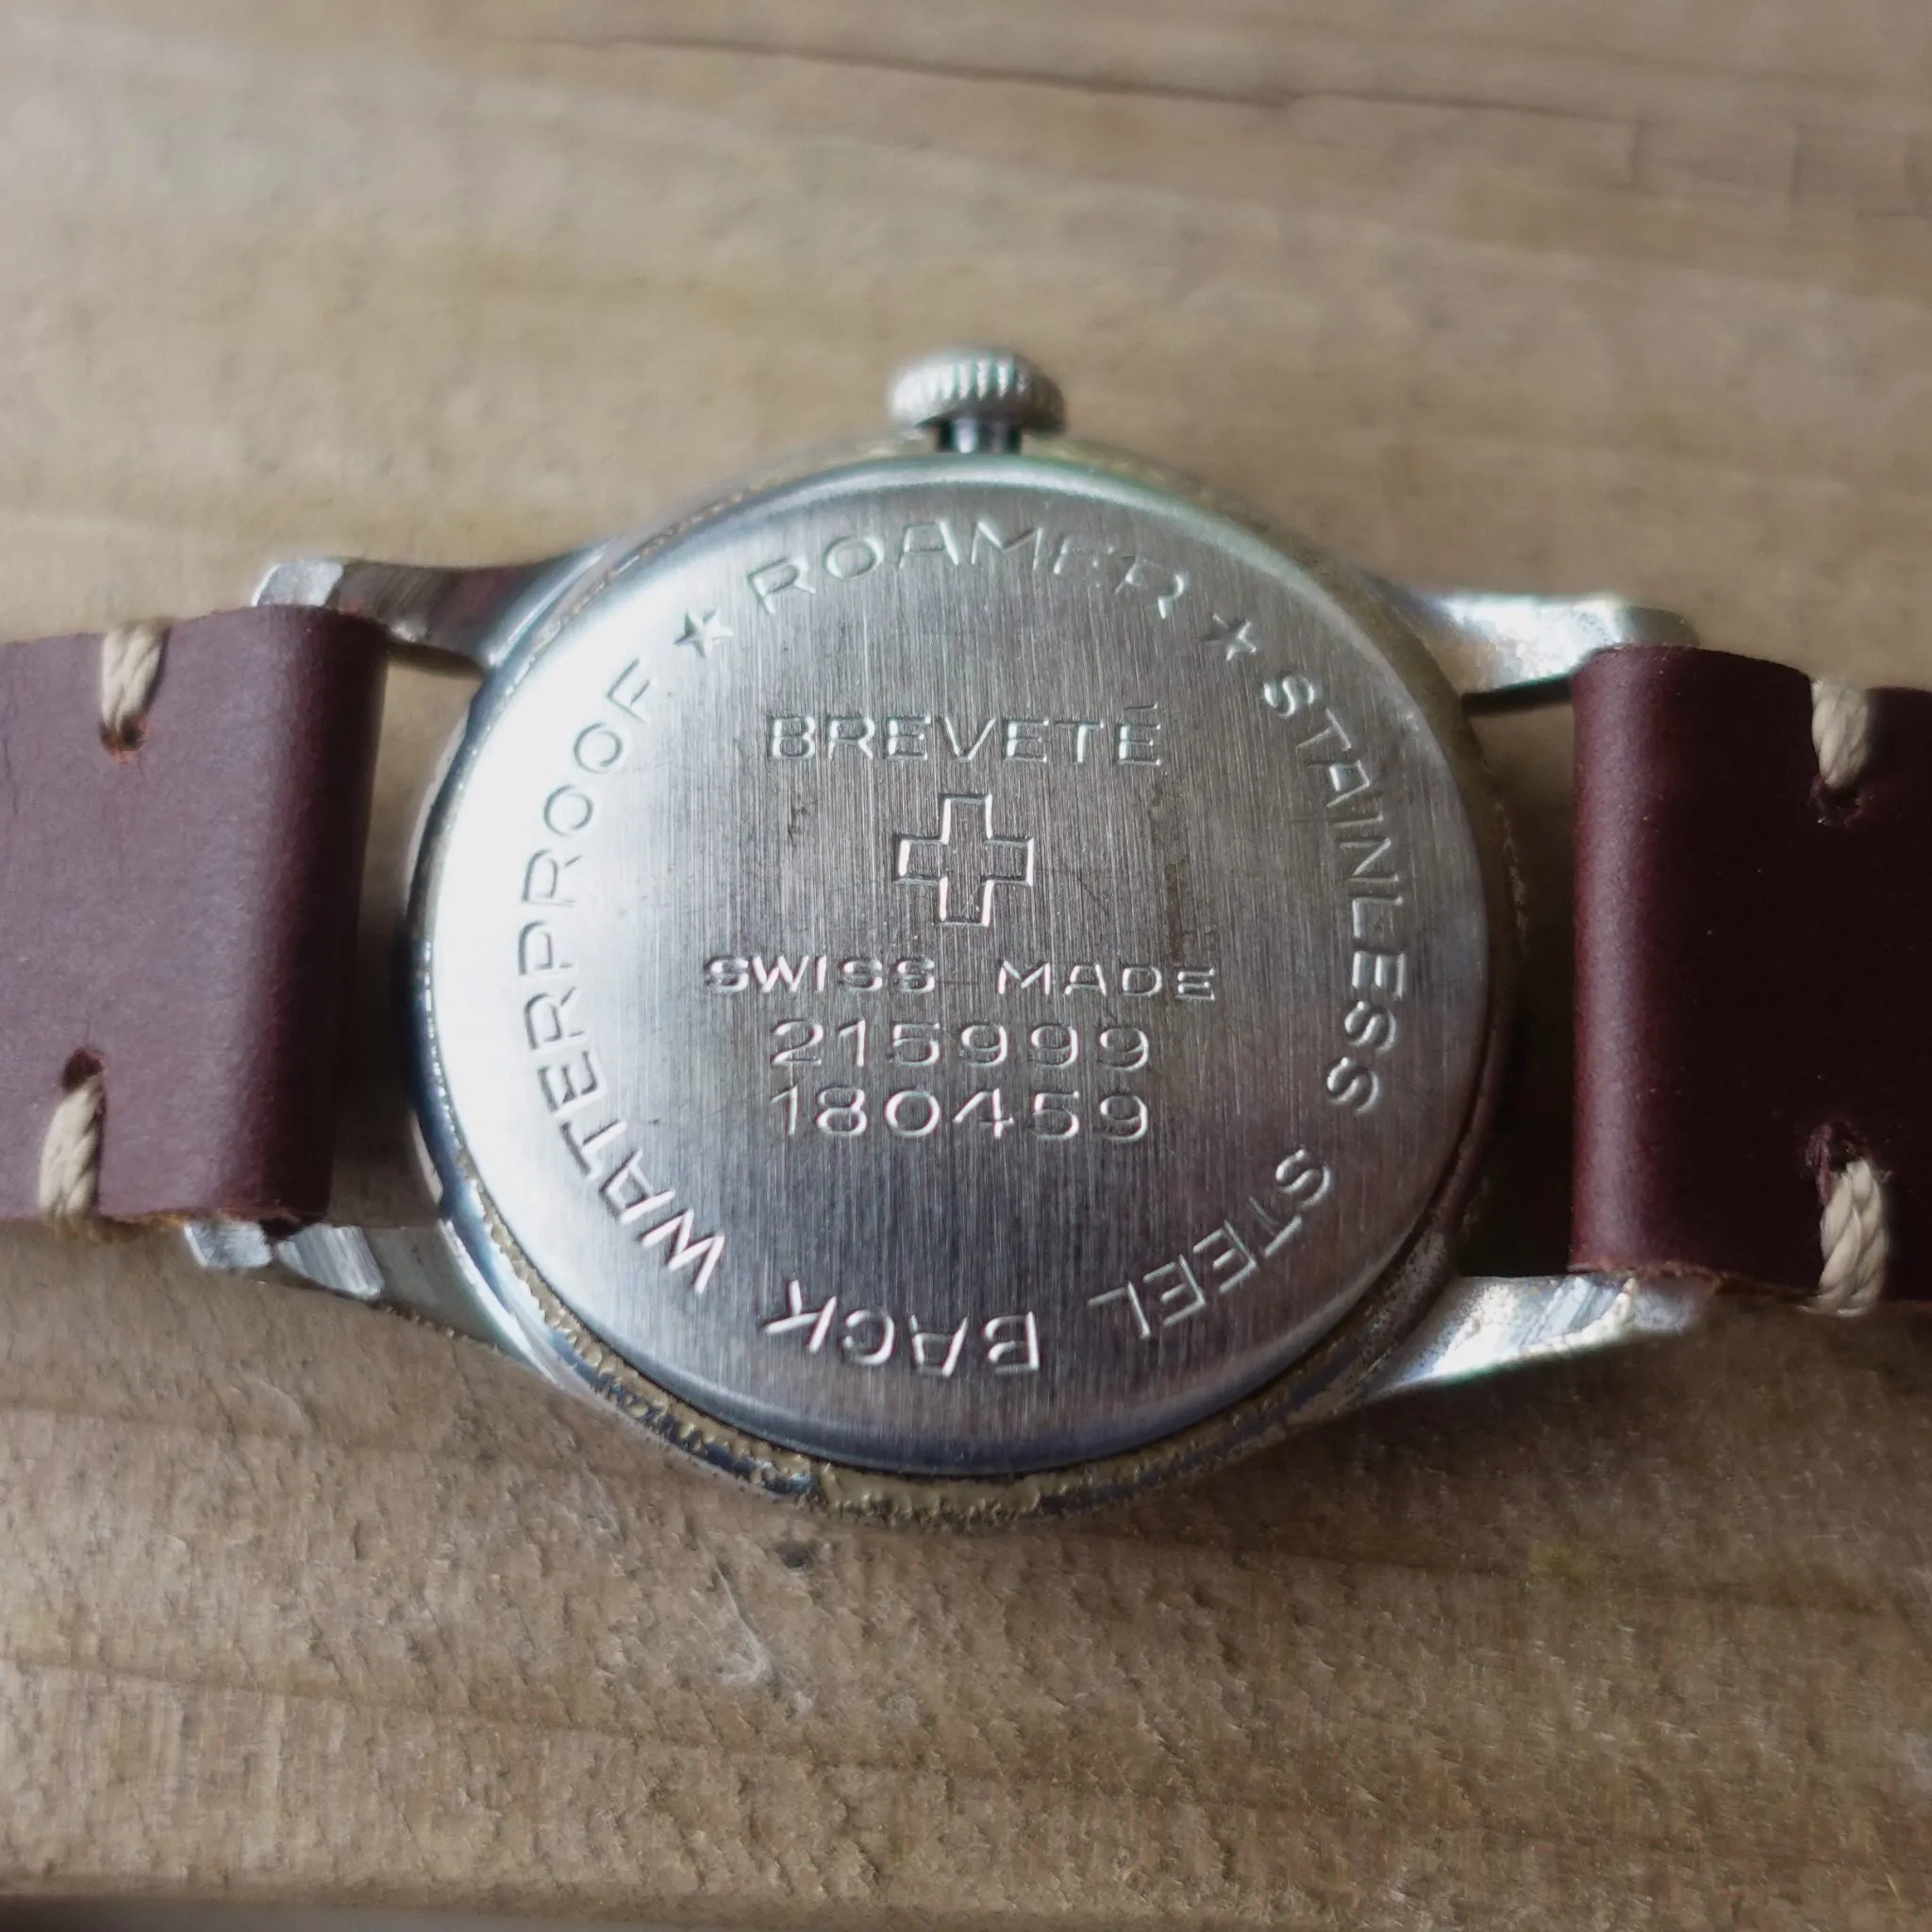 ★ ROAMER ★
STAINLESS STEEL BACK WATERPROOF
BREVETÉ
SWISS MADE
215999
180459